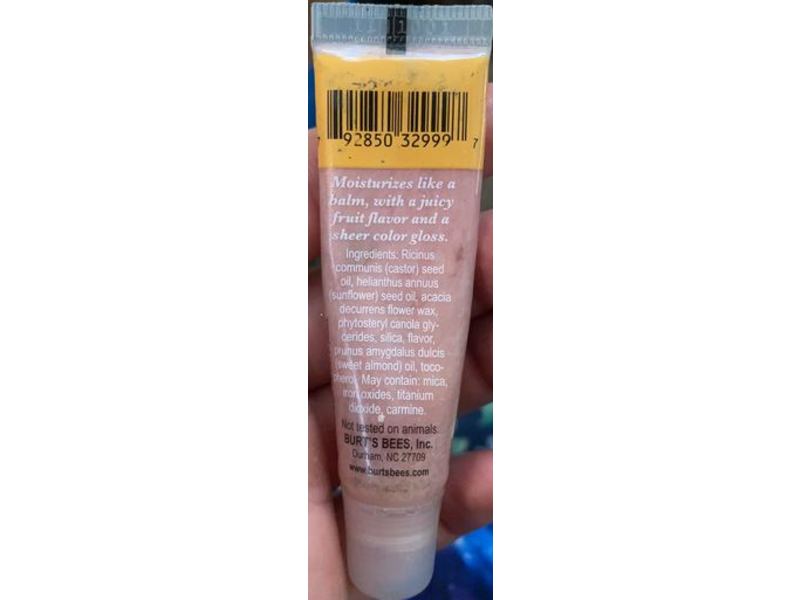 7 92850 32999 7
Moisturizes like a
balm, with a juicy
fruit flavor and a
sheer color gloss.
Ingredients: Ricinus
communis (castor) seed
oil, helianthus annuus
(sunflower) seed oil, acacia
decurrens flower wax,
phytosteryl canola gly-
cerides, silica, flavor,
prunus amygdalus dulcis
(sweet almond) oil, toco-
pherol. May contain: mica,
iron oxides, titanium
dioxide, carmine.
Not tested on animals.
BURT'S BEES, Inc.
Durham, NC 27709
www.burtsbees.com